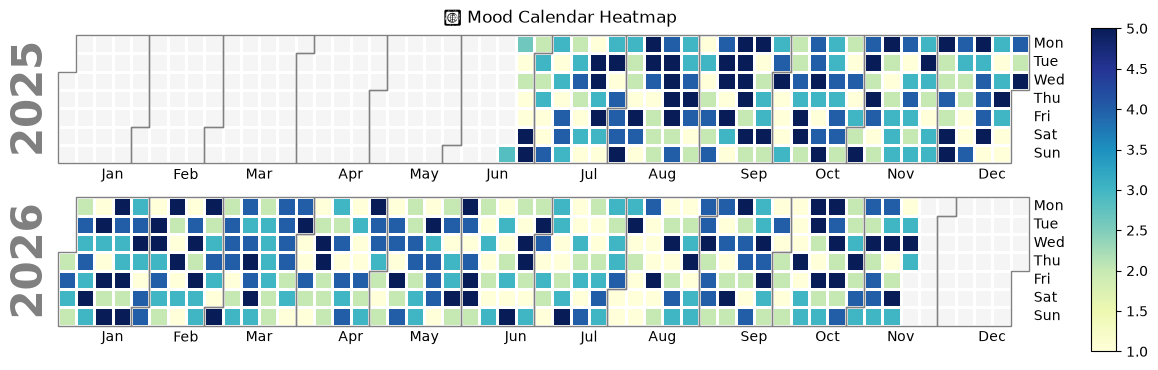 Mood Calendar Heatmap
2025
Mon
Tue
Wed
Thu
Fri
Sat
Sun
Jan Feb Mar Apr May Jun Jul Aug Sep Oct Nov Dec
2026
Mon
Tue
Wed
Thu
Fri
Sat
Sun
Jan Feb Mar Apr May Jun Jul Aug Sep Oct Nov Dec
5.0
4.5
4.0
3.5
3.0
2.5
2.0
1.5
1.0